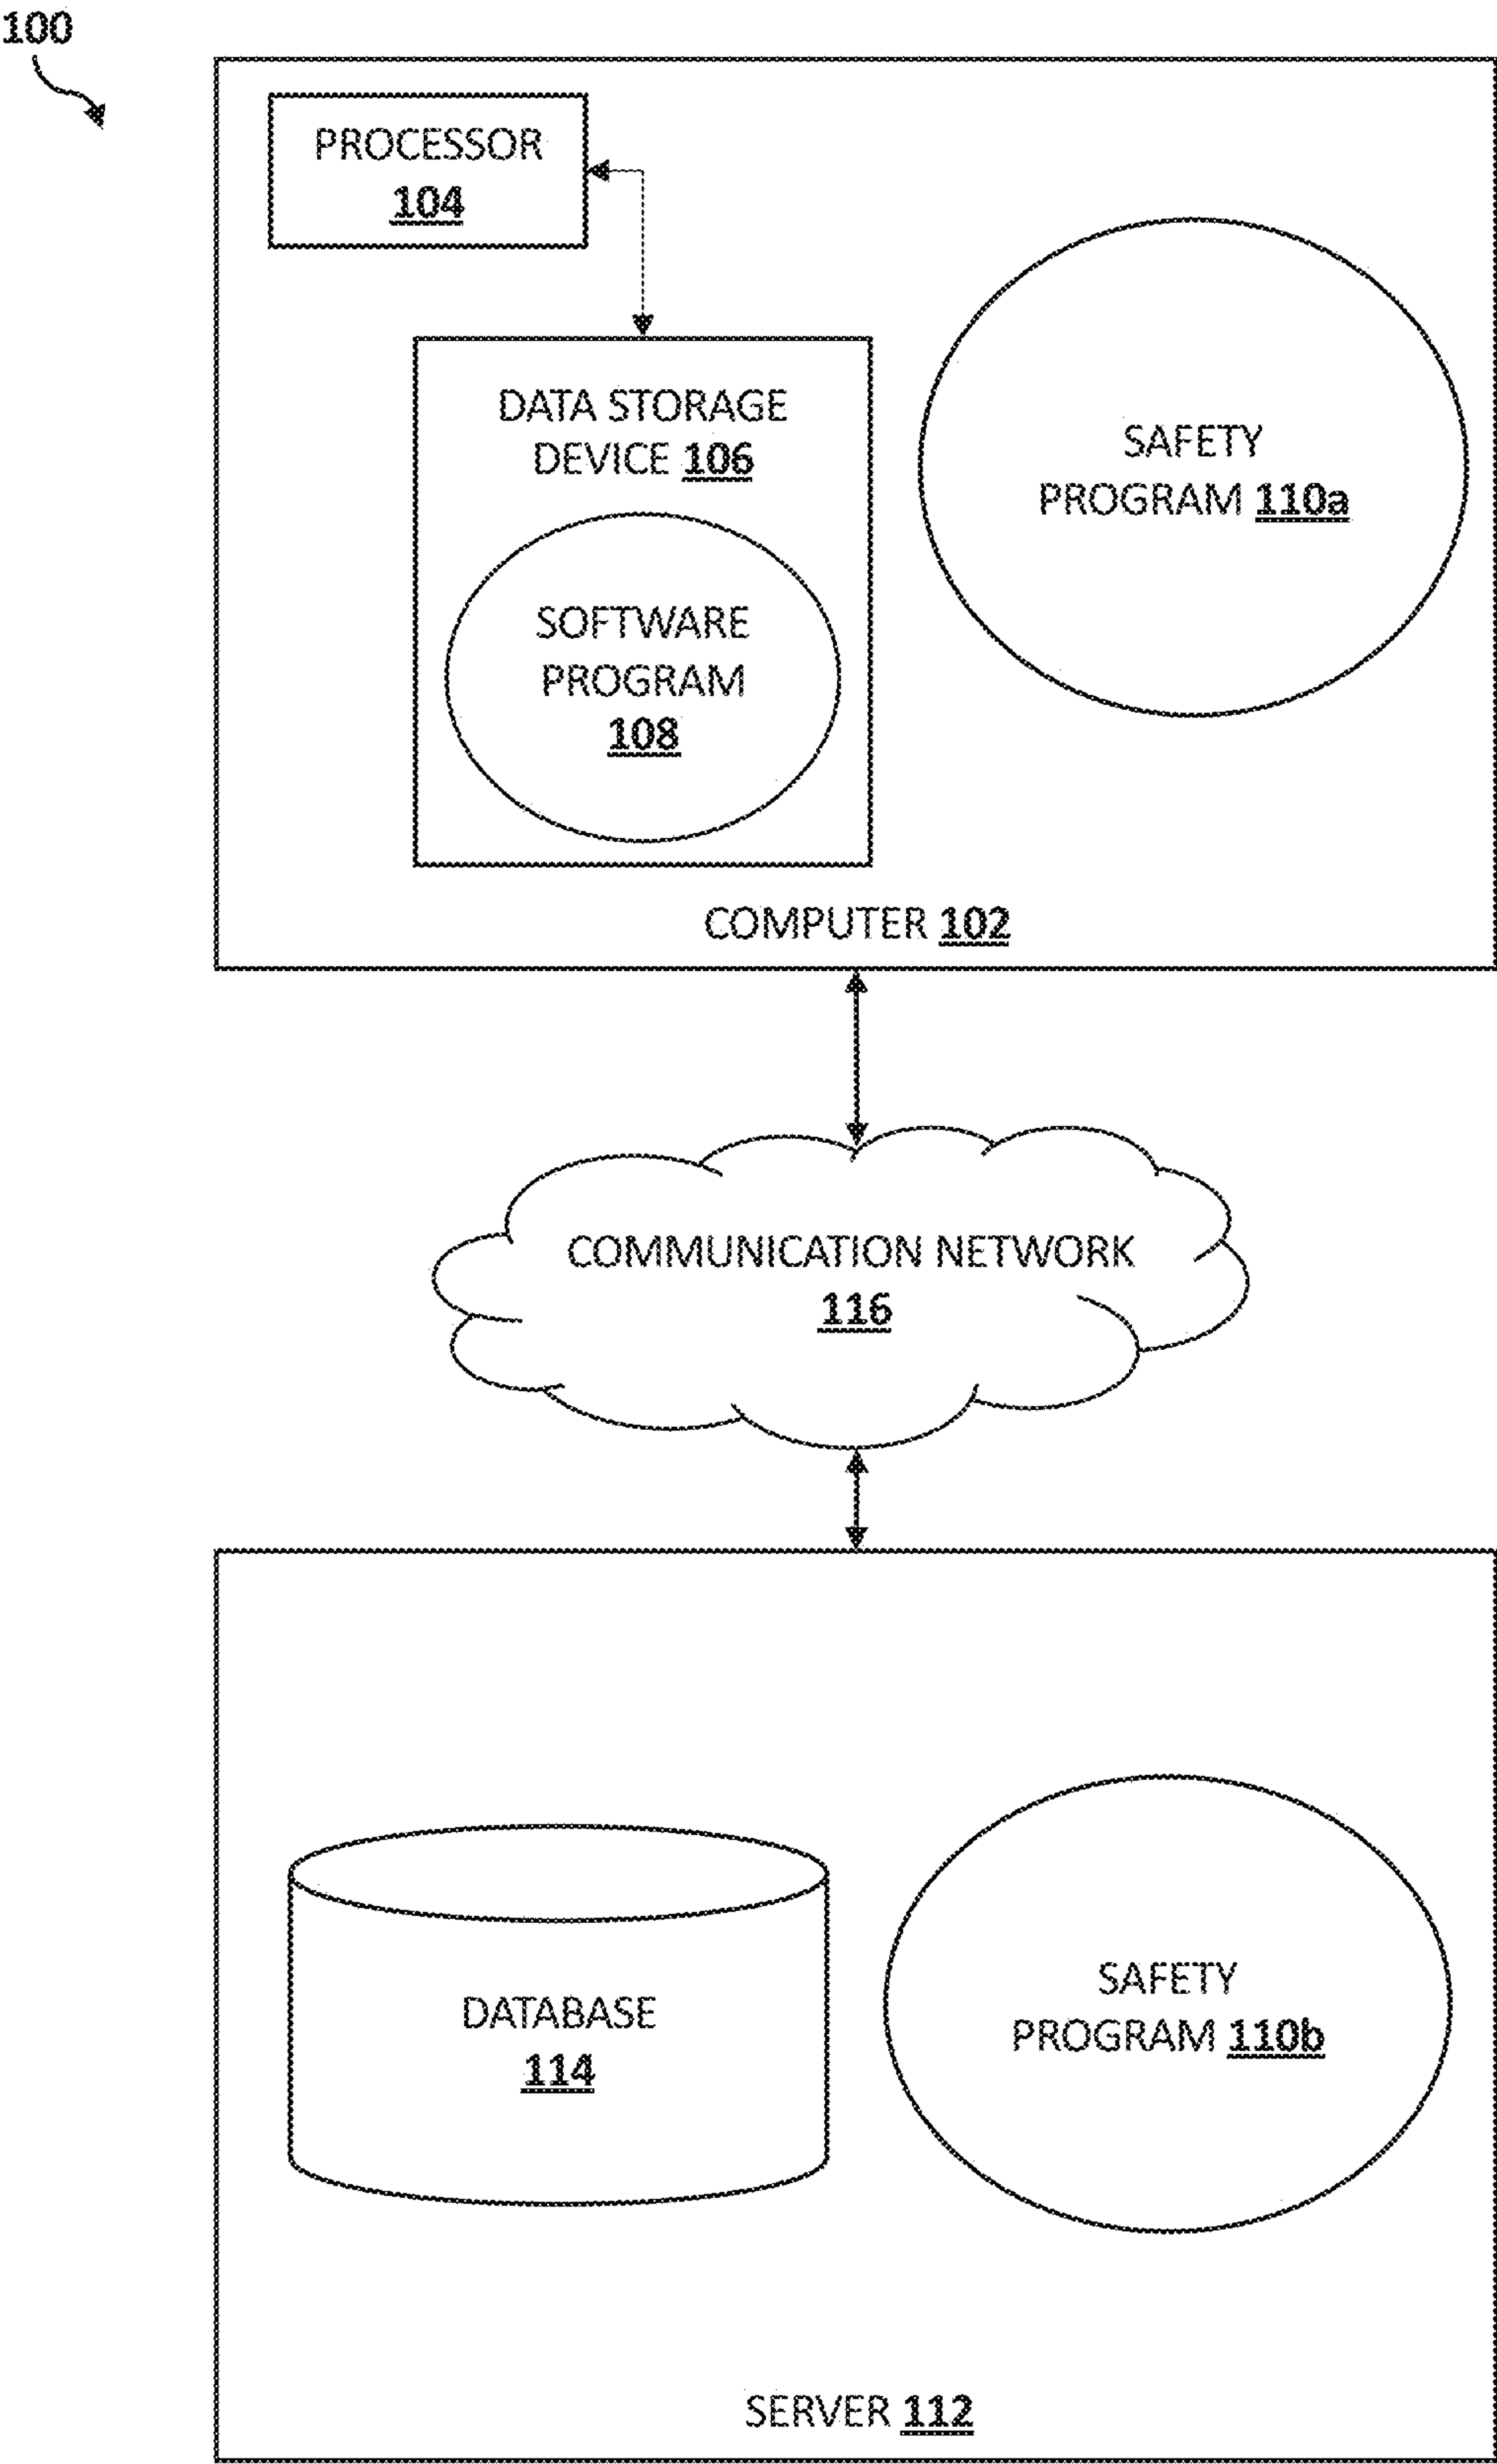 100
PROCESSOR
104
DATA STORAGE
DEVICE 106
SOFTWARE
PROGRAM
108
SAFETY
PROGRAM 110a
COMPUTER 102
COMMUNICATION NETWORK
116
DATABASE
114
SAFETY
PROGRAM 110b
SERVER 112